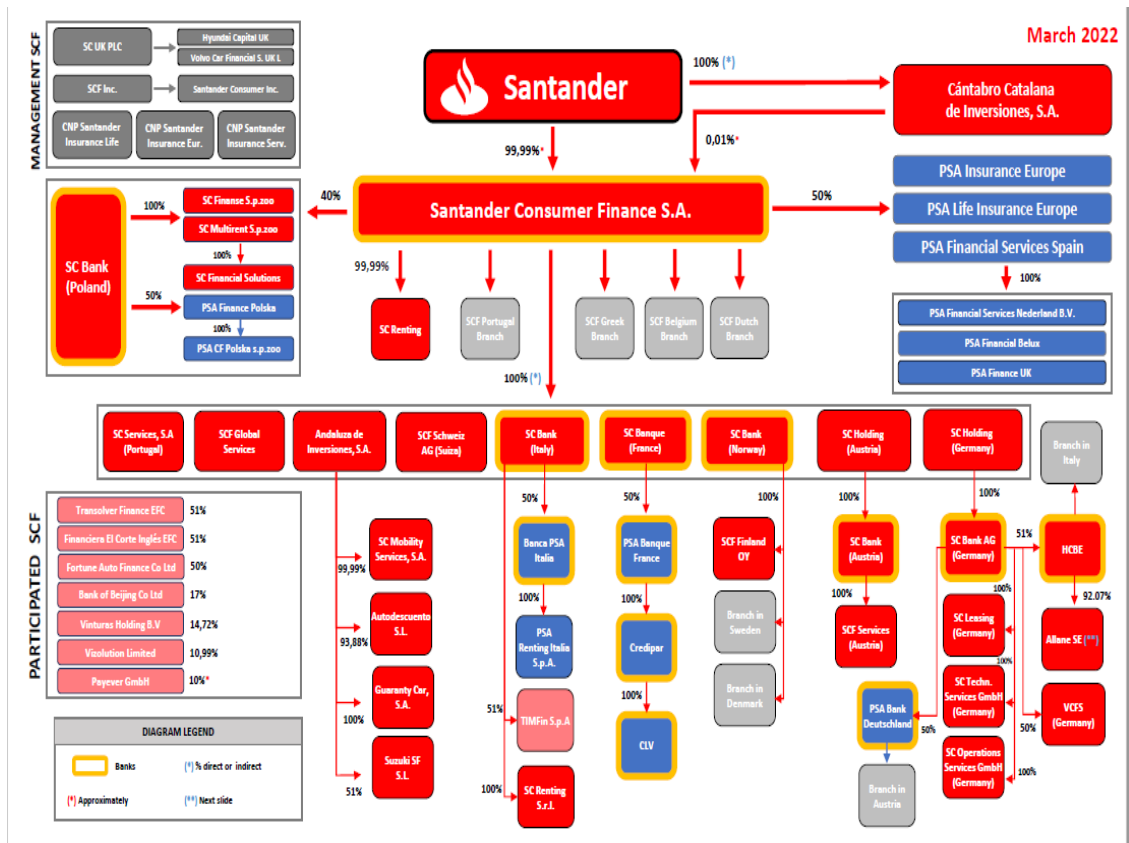 March 2022
MANAGEMENT SCF
SC UK PLC
Hyundai Capital UK
Volvo Car Financial S. UK L
SCF Inc.
Santander Consumer Inc.
CNP Santander
Insurance Life
CNP Santander
Insurance Eur.
CNP Santander
Insurance Serv.
Santander
100% (*)
Cántabro Catalana
de Inversiones, S.A.
99,99%*
0,01%*
Santander Consumer Finance S.A.
40%
50%
PSA Insurance Europe
PSA Life Insurance Europe
PSA Financial Services Spain
100%
PSA Financial Services Nederland B.V.
PSA Financial Belux
PSA Finance UK
SC Bank
(Poland)
100%
SC Finanse S.p.zoo
SC Multirent S.p.zoo
100%
SC Financial Solutions
50%
PSA Finance Polska
100%
PSA CF Polska s.p.zoo
99,99%
SC Renting
SCF Portugal
Branch
SCF Greek
Branch
SCF Belgium
Branch
SCF Dutch
Branch
100% (*)
SC Services, S.A
(Portugal)
SCF Global
Services
Andaluza de
Inversiones, S.A.
SCF Schweiz
AG (Suiza)
SC Bank
(Italy)
SC Banque
(France)
SC Bank
(Norway)
SC Holding
(Austria)
SC Holding
(Germany)
Branch in
Italy
PARTICIPATED SCF
Transolver Finance EFC
51%
Financiera El Corte Inglés EFC
51%
Fortune Auto Finance Co Ltd
50%
Bank of Beijing Co Ltd
17%
Vinturas Holding B.V
14,72%
Vizolution Limited
10,99%
Payever GmbH
10%*
99,99%
SC Mobility
Services, S.A.
93,88%
Autodescuento
S.L.
100%
Guaranty Car,
S.A.
51%
Suzuki SF
S.L.
50%
Banca PSA
Italia
100%
PSA
Renting Italia
S.p.A.
51%
TIMFin S.p.A
100%
SC Renting
S.r.l.
50%
PSA Banque
France
100%
Credipar
100%
CLV
100%
SCF Finland
OY
Branch in
Sweden
Branch in
Denmark
100%
SC Bank
(Austria)
100%
SCF Services
(Austria)
100%
SC Bank AG
(Germany)
51%
HCBE
92.07%
Allane SE (**)
100%
SC Leasing
(Germany)
100%
SC Techn.
Services GmbH
(Germany)
100%
SC Operations
Services GmbH
(Germany)
50%
VCFS
(Germany)
50%
PSA Bank
Deutschland
Branch in
Austria
DIAGRAM LEGEND
Banks
(*) % direct or indirect
(*) Approximately
(**) Next slide